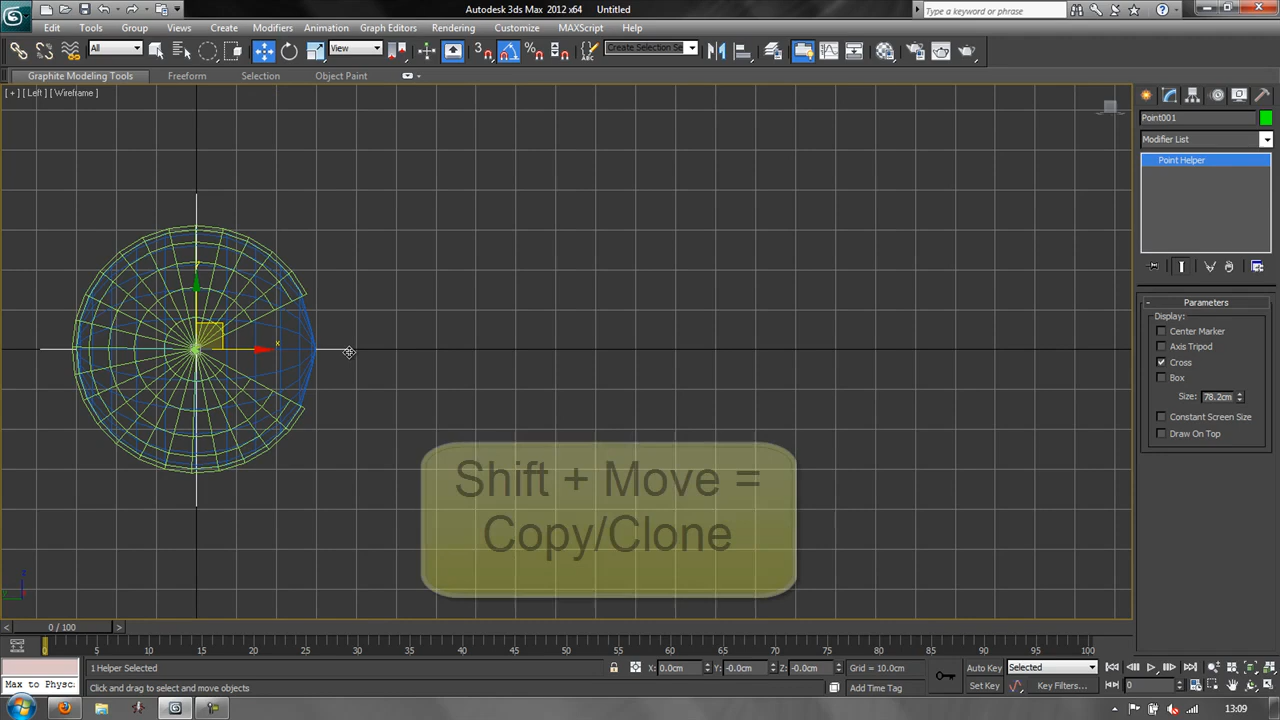 Autodesk 3ds Max 2012 x64 Untitled
Type a keyword or phrase
Edit Tools Group Views Create Modifiers Animation Graph Editors Rendering Customize MAXScript Help
All View 3 Create Selection Se
Graphite Modeling Tools Freeform Selection Object Paint
[ + ] [ Left ] [ Wireframe ]
Point001
Modifier List
Point Helper
y
x
- Parameters
Display:
Center Marker
Axis Tripod
Cross
Box
Size: 78.2cm
Constant Screen Size
Draw On Top
Shift + Move =
Copy/Clone
z
< 0 / 100 >
0 5 10 15 20 25 30 35 40 45 50 55 60 65 70 75 80 85 90 95 100
1 Helper Selected X: 0.0cm Y: -0.0cm Z: -0.0cm Grid = 10.0cm Auto Key Selected
Max to Physc Click and drag to select and move objects Add Time Tag Set Key Key Filters... 0
13:09